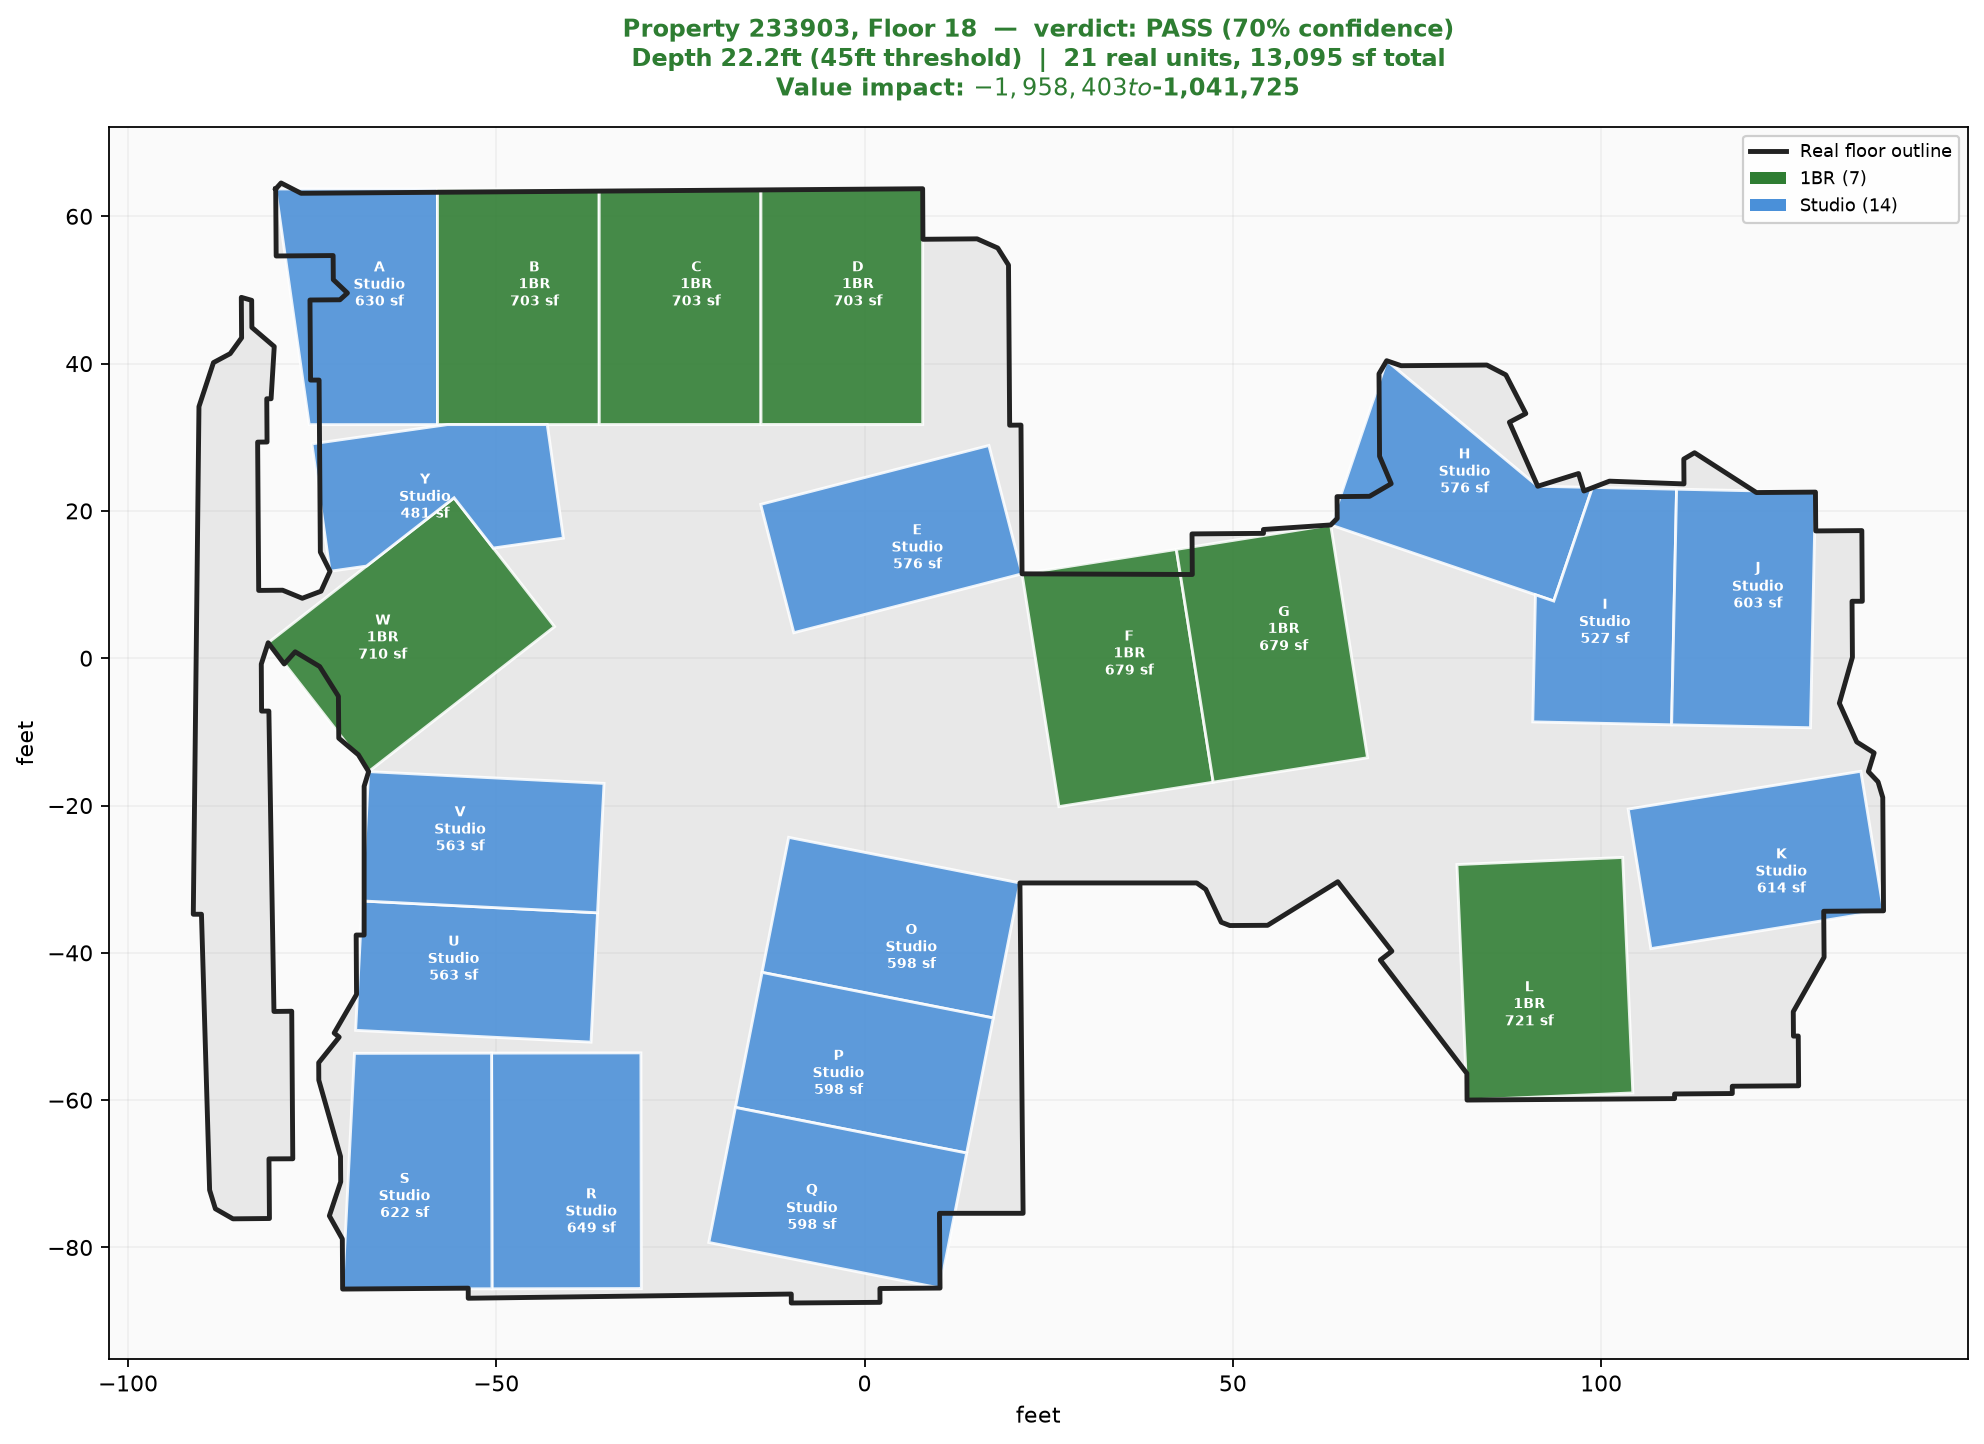 Property 233903, Floor 18 — verdict: PASS (70% confidence)
Depth 22.2ft (45ft threshold) | 21 real units, 13,095 sf total
Value impact: −1,958,403to-1,041,725
Real floor outline
1BR (7)
Studio (14)
A
Studio
630 sf
B
1BR
703 sf
C
1BR
703 sf
D
1BR
703 sf
Y
Studio
481 sf
E
Studio
576 sf
H
Studio
576 sf
W
1BR
710 sf
F
1BR
679 sf
G
1BR
679 sf
I
Studio
527 sf
J
Studio
603 sf
V
Studio
563 sf
K
Studio
614 sf
U
Studio
563 sf
O
Studio
598 sf
L
1BR
721 sf
P
Studio
598 sf
S
Studio
622 sf
R
Studio
649 sf
Q
Studio
598 sf
60
40
20
0
−20
−40
−60
−80
feet
−100
−50
0
50
100
feet